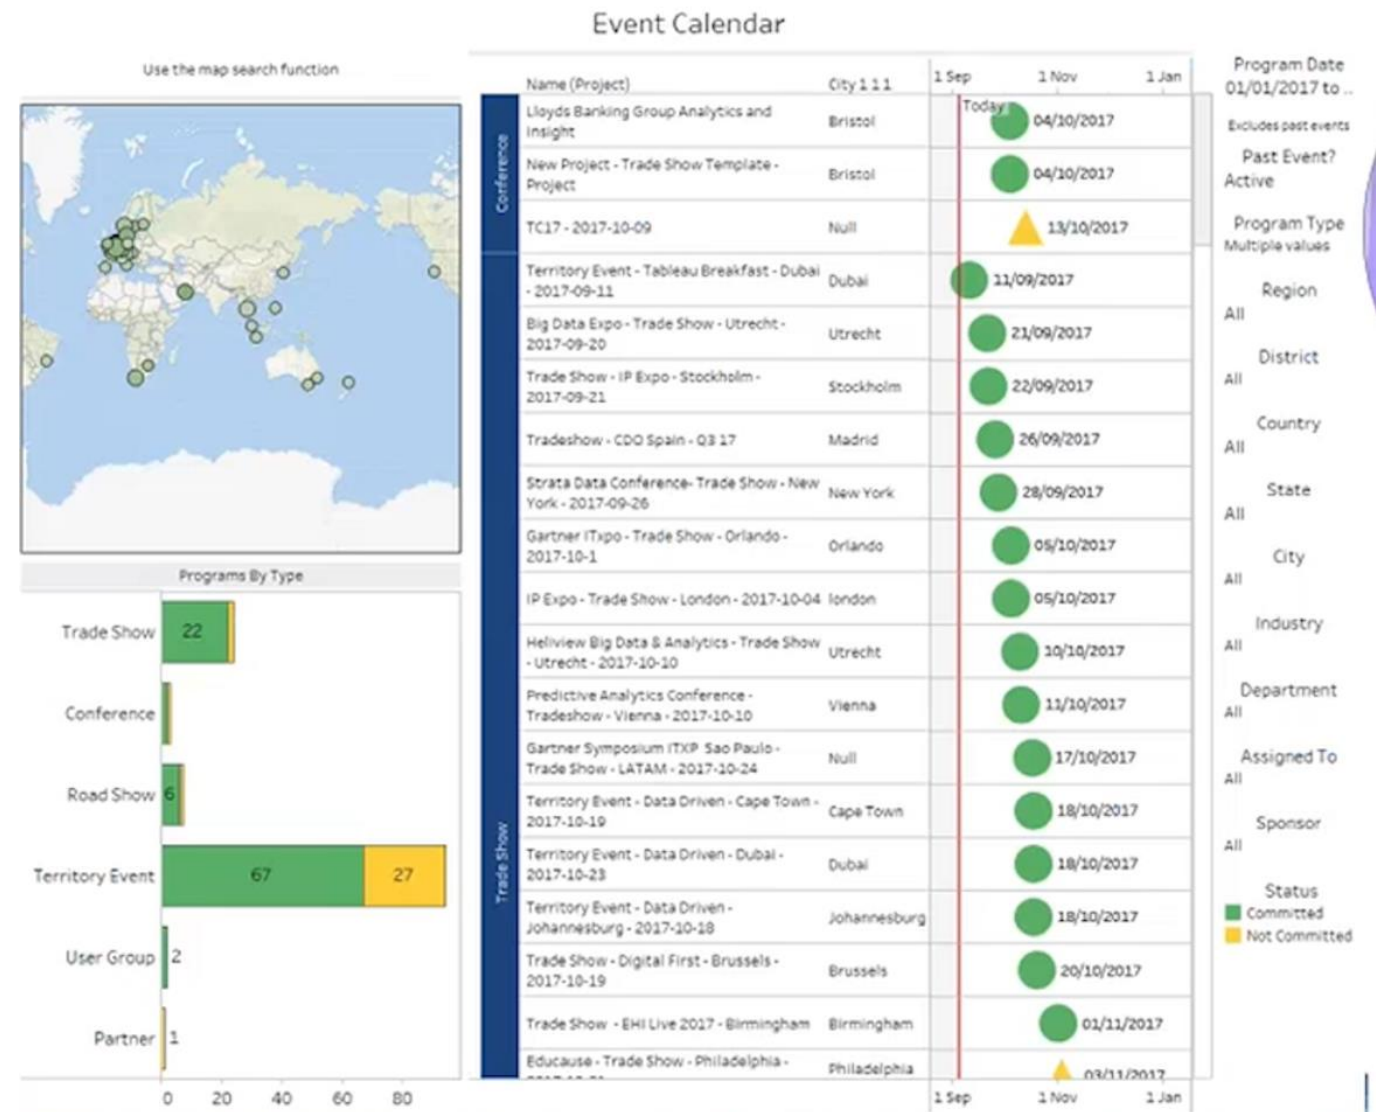 Event Calendar
Use the map search function
Programs By Type
Trade Show 22
Conference
Road Show 6
Territory Event 67 27
User Group 2
Partner 1
0 20 40 60 80
Name (Project) City 1 1 1 1 Sep 1 Nov 1 Jan
Today
Conference
Lloyds Banking Group Analytics and
Insight
Bristol 04/10/2017
New Project - Trade Show Template -
Project
Bristol 04/10/2017
TC17 - 2017-10-09 Null 13/10/2017
Trade Show
Territory Event - Tableau Breakfast - Dubai
- 2017-09-11
Dubai 11/09/2017
Big Data Expo - Trade Show - Utrecht -
2017-09-20
Utrecht 21/09/2017
Trade Show - IP Expo - Stockholm -
2017-09-21
Stockholm 22/09/2017
Tradeshow - CDO Spain - Q3 17 Madrid 26/09/2017
Strata Data Conference- Trade Show - New
York - 2017-09-26
New York 28/09/2017
Gartner ITxpo - Trade Show - Orlando -
2017-10-1
Orlando 05/10/2017
IP Expo - Trade Show - London - 2017-10-04 london 05/10/2017
Heliview Big Data & Analytics - Trade Show
- Utrecht - 2017-10-10
Utrecht 10/10/2017
Predictive Analytics Conference -
Tradeshow - Vienna - 2017-10-10
Vienna 11/10/2017
Gartner Symposium ITXP Sao Paulo -
Trade Show - LATAM - 2017-10-24
Null 17/10/2017
Territory Event - Data Driven - Cape Town -
2017-10-19
Cape Town 18/10/2017
Territory Event - Data Driven - Dubai -
2017-10-23
Dubai 18/10/2017
Territory Event - Data Driven -
Johannesburg - 2017-10-18
Johannesburg 18/10/2017
Trade Show - Digital First - Brussels -
2017-10-19
Brussels 20/10/2017
Trade Show - EHI Live 2017 - Birmingham Birmingham 01/11/2017
Educause - Trade Show - Philadelphia -
Philadelphia 03/11/2017
1 Sep 1 Nov 1 Jan
Program Date
01/01/2017 to ..
Excludes past events
Past Event?
Active
Program Type
Multiple values
Region
All
District
All
Country
All
State
All
City
All
Industry
All
Department
All
Assigned To
All
Sponsor
All
Status
Committed
Not Committed